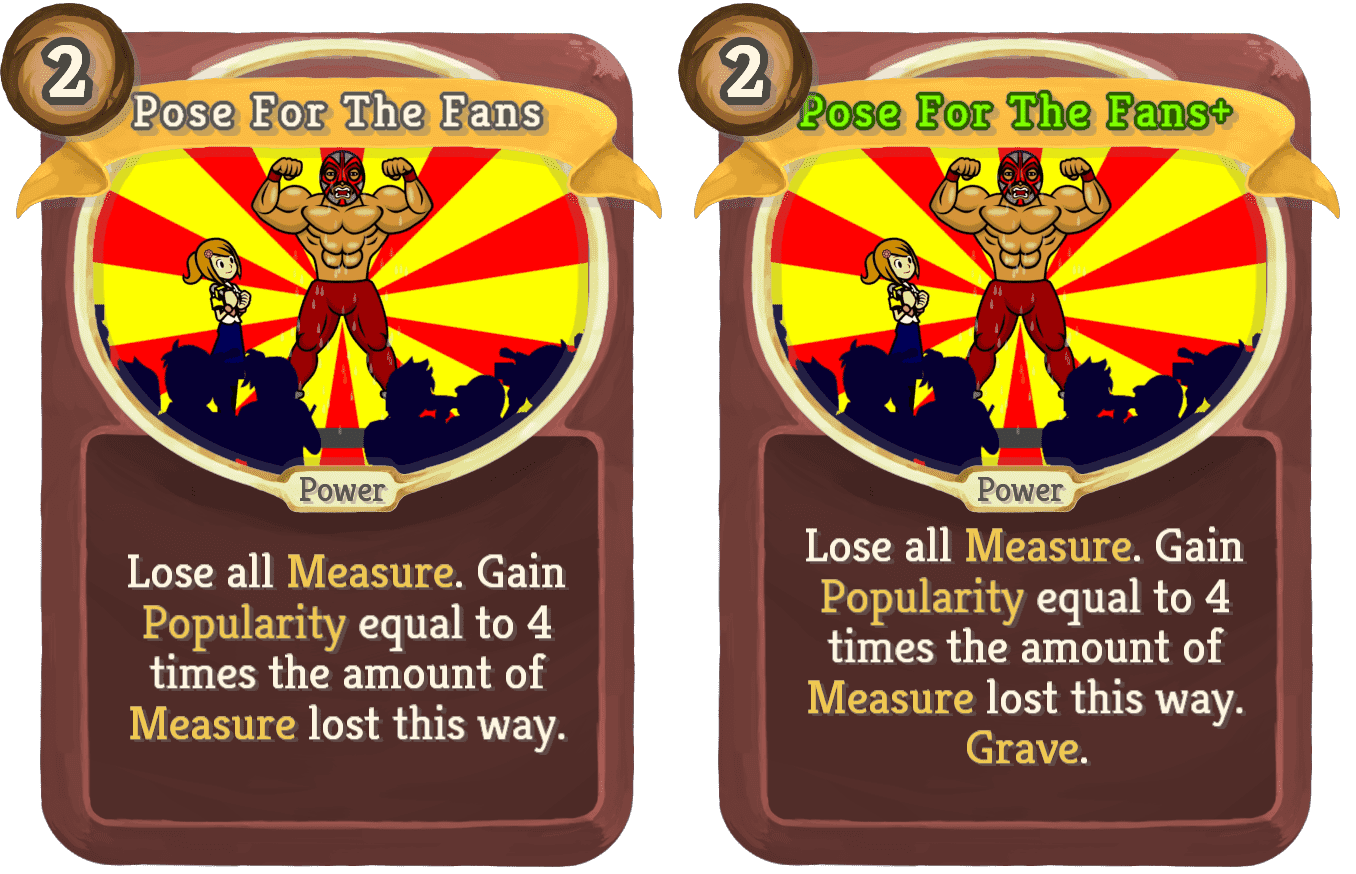 2
Pose For The Fans
Power
Lose all Measure. Gain
Popularity equal to 4
times the amount of
Measure lost this way.
2
Pose For The Fans+
Power
Lose all Measure. Gain
Popularity equal to 4
times the amount of
Measure lost this way.
Grave.